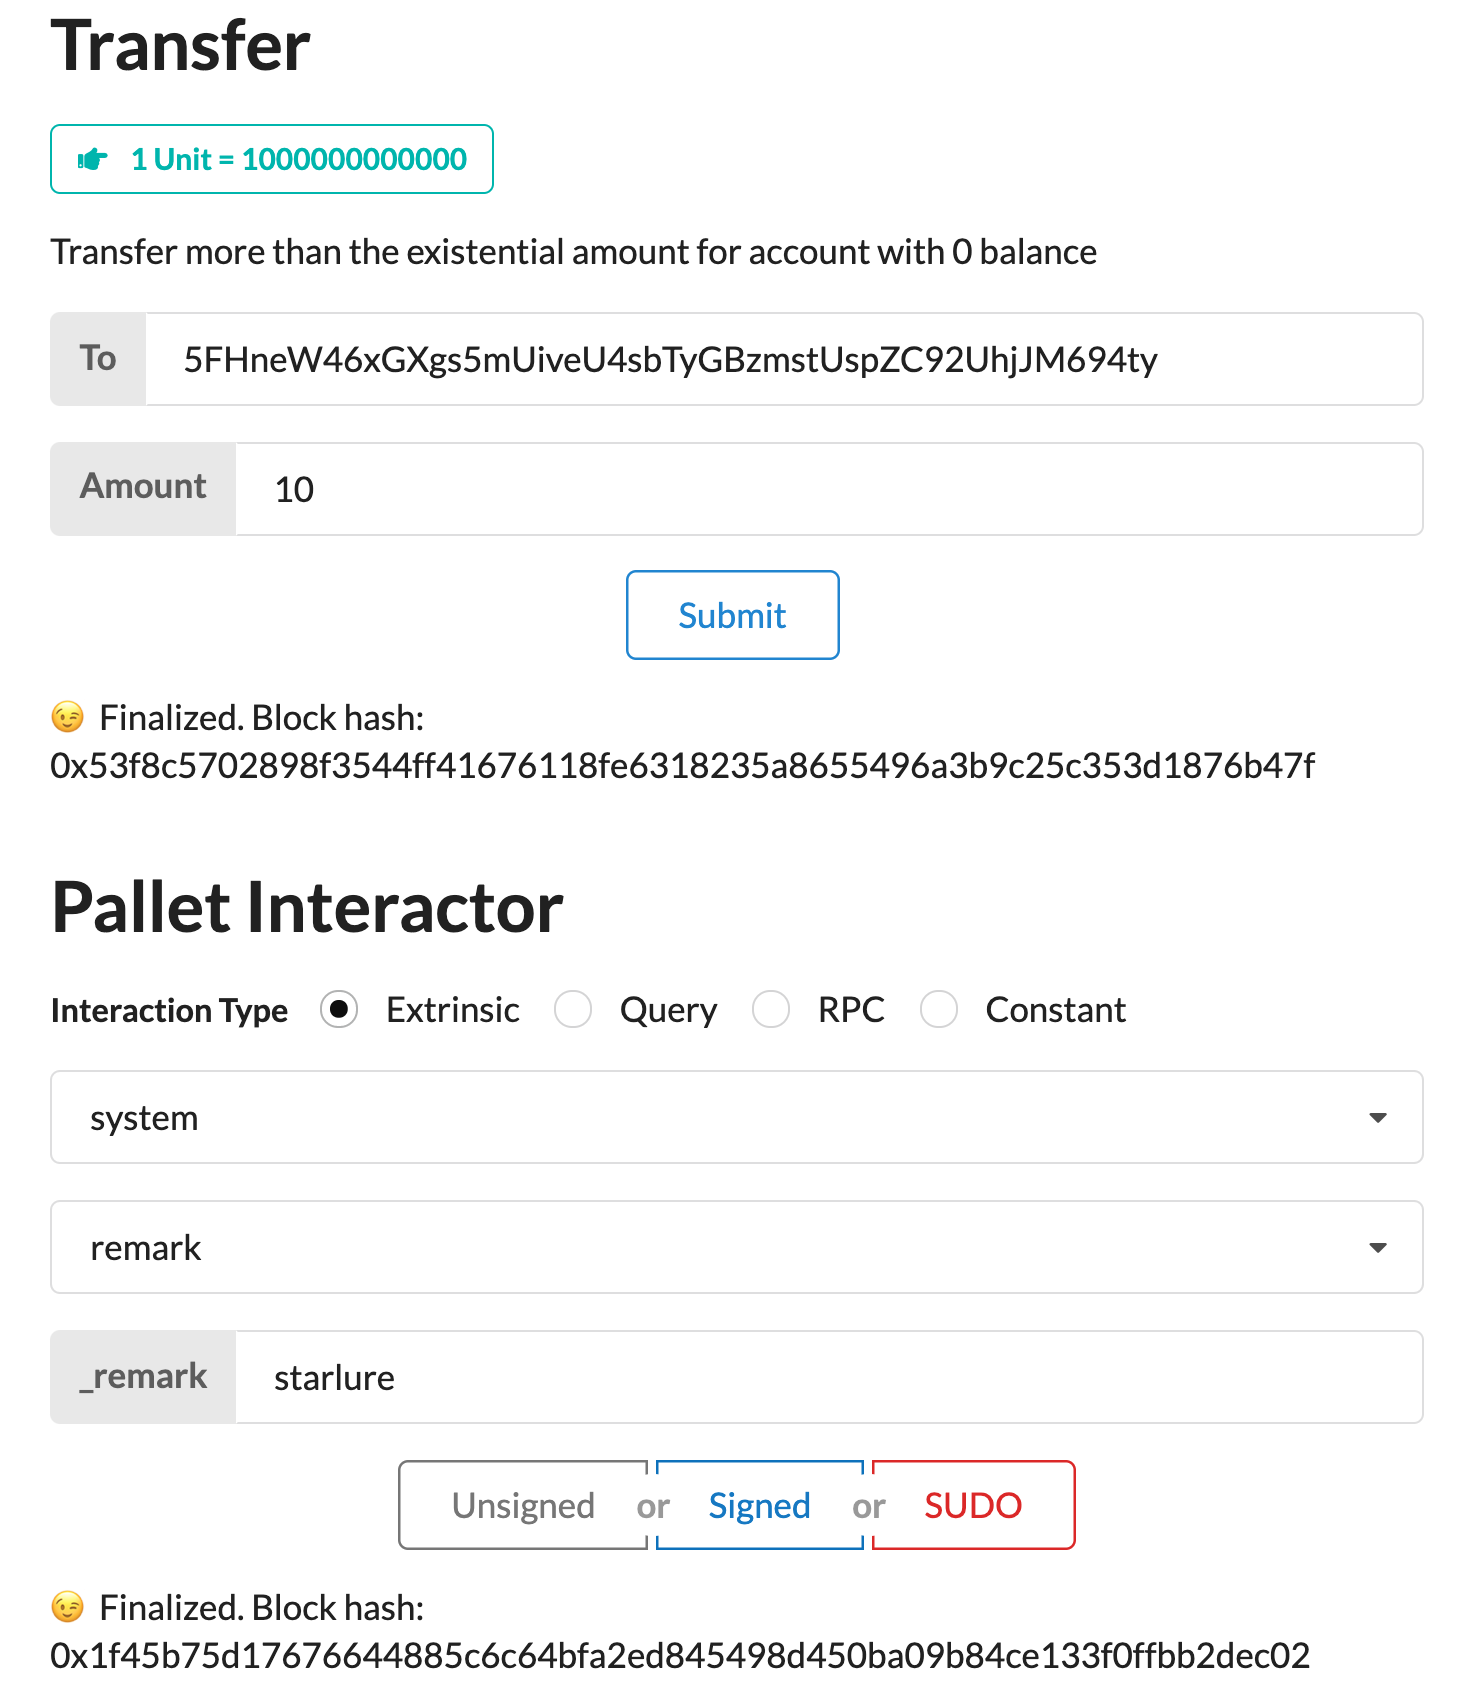 Transfer
1 Unit = 1000000000000
Transfer more than the existential amount for account with 0 balance
To 5FHneW46xGXgs5mUiveU4sbTyGBzmstUspZC92UhjJM694ty
Amount 10
Submit
😉 Finalized. Block hash:
0x53f8c5702898f3544ff41676118fe6318235a8655496a3b9c25c353d1876b47f
Pallet Interactor
Interaction Type Extrinsic Query RPC Constant
system
remark
_remark starlure
Unsigned or Signed or SUDO
😉 Finalized. Block hash:
0x1f45b75d17676644885c6c64bfa2ed845498d450ba09b84ce133f0ffbb2dec02